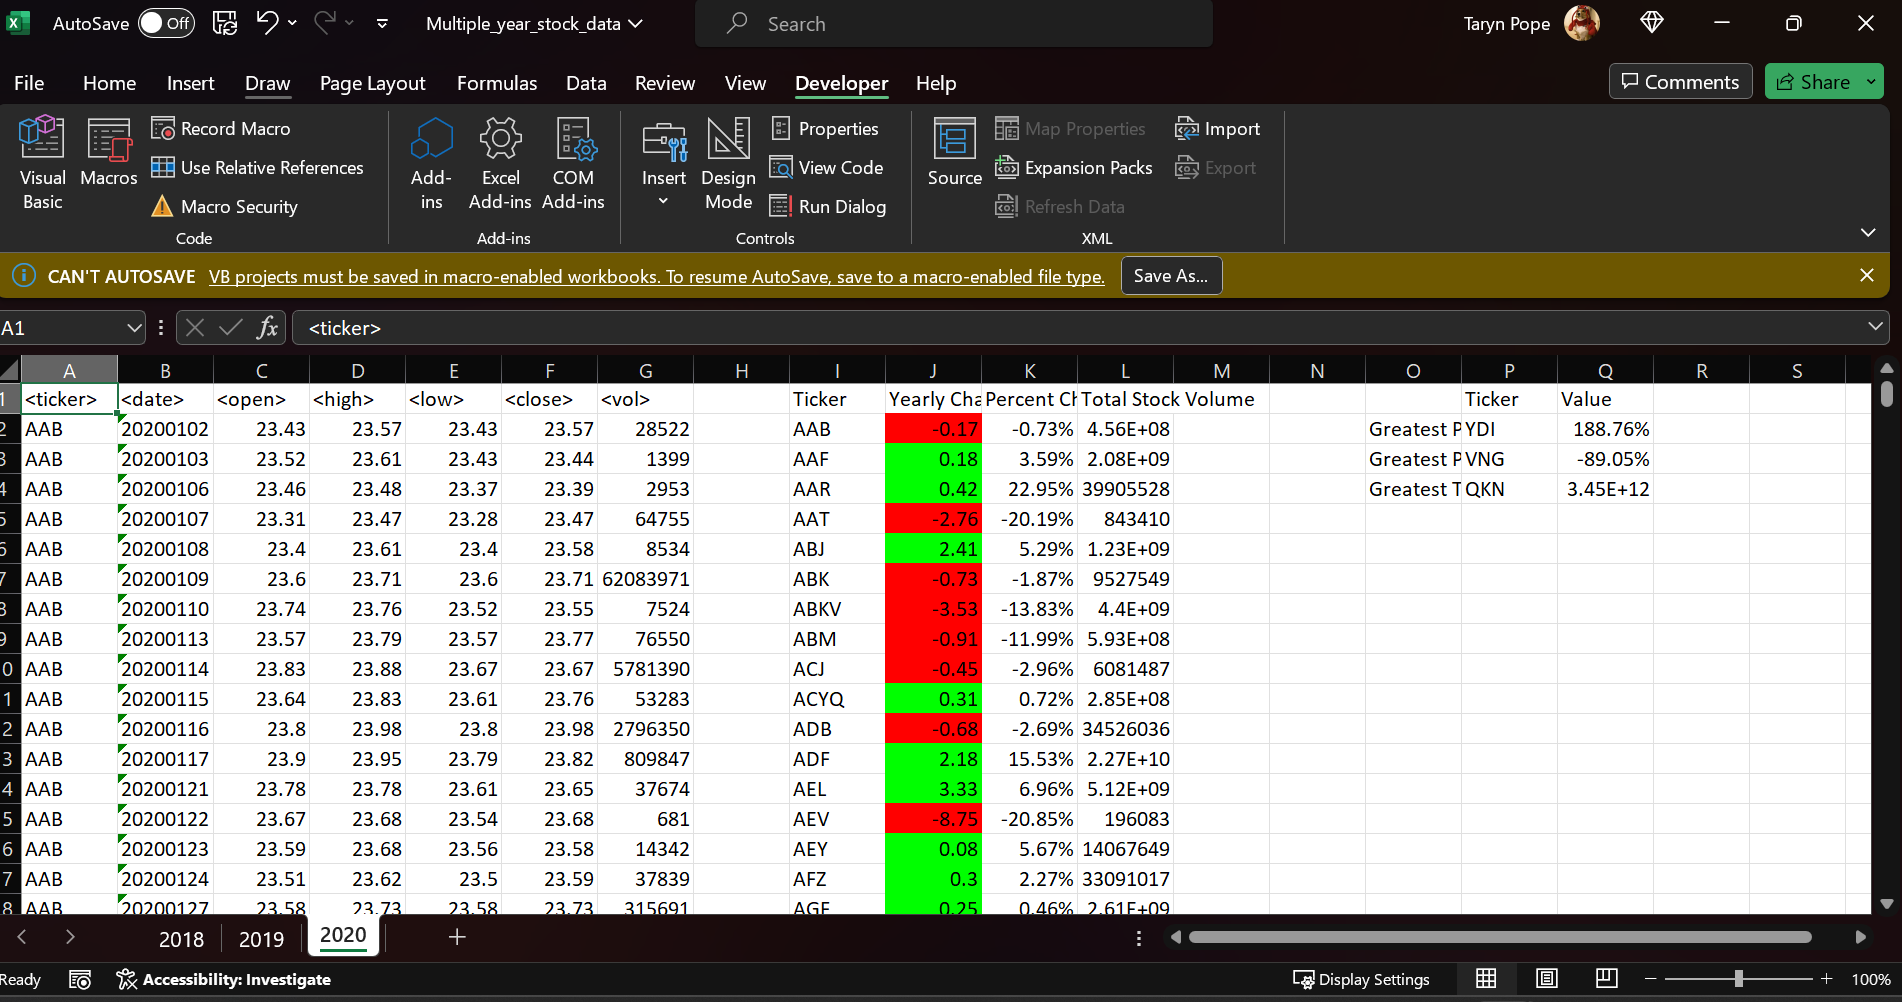 AutoSave Off Multiple_year_stock_data Search Taryn Pope
File Home Insert Draw Page Layout Formulas Data Review View Developer Help Comments Share
Visual Basic
Macros
Record Macro
Use Relative References
Macro Security
Code
Add-ins
Excel Add-ins
COM Add-ins
Add-ins
Insert
Design Mode
Properties
View Code
Run Dialog
Controls
Source
Map Properties
Expansion Packs
Refresh Data
Import
Export
XML
CAN'T AUTOSAVE VB projects must be saved in macro-enabled workbooks. To resume AutoSave, save to a macro-enabled file type. Save As...
A1 fx <ticker>
A B C D E F G H I J K L M N O P Q R S
1 <ticker> <date> <open> <high> <low> <close> <vol> Ticker Yearly Cha Percent Ch Total Stock Volume Ticker Value
2 AAB 20200102 23.43 23.57 23.43 23.57 28522 AAB -0.17 -0.73% 4.56E+08 Greatest P YDI 188.76%
3 AAB 20200103 23.52 23.61 23.43 23.44 1399 AAF 0.18 3.59% 2.08E+09 Greatest P VNG -89.05%
4 AAB 20200106 23.46 23.48 23.37 23.39 2953 AAR 0.42 22.95% 39905528 Greatest T QKN 3.45E+12
5 AAB 20200107 23.31 23.47 23.28 23.47 64755 AAT -2.76 -20.19% 843410
6 AAB 20200108 23.4 23.61 23.4 23.58 8534 ABJ 2.41 5.29% 1.23E+09
7 AAB 20200109 23.6 23.71 23.6 23.71 62083971 ABK -0.73 -1.87% 9527549
8 AAB 20200110 23.74 23.76 23.52 23.55 7524 ABKV -3.53 -13.83% 4.4E+09
9 AAB 20200113 23.57 23.79 23.57 23.77 76550 ABM -0.91 -11.99% 5.93E+08
0 AAB 20200114 23.83 23.88 23.67 23.67 5781390 ACJ -0.45 -2.96% 6081487
1 AAB 20200115 23.64 23.83 23.61 23.76 53283 ACYQ 0.31 0.72% 2.85E+08
2 AAB 20200116 23.8 23.98 23.8 23.98 2796350 ADB -0.68 -2.69% 34526036
3 AAB 20200117 23.9 23.95 23.79 23.82 809847 ADF 2.18 15.53% 2.27E+10
4 AAB 20200121 23.78 23.78 23.61 23.65 37674 AEL 3.33 6.96% 5.12E+09
5 AAB 20200122 23.67 23.68 23.54 23.68 681 AEV -8.75 -20.85% 196083
6 AAB 20200123 23.59 23.68 23.56 23.58 14342 AEY 0.08 5.67% 14067649
7 AAB 20200124 23.51 23.62 23.5 23.59 37839 AFZ 0.3 2.27% 33091017
8 AAB 20200127 23.58 23.73 23.58 23.73 315691 AGF 0.25 0.46% 2.61E+09
2018 2019 2020
Ready Accessibility: Investigate Display Settings 100%